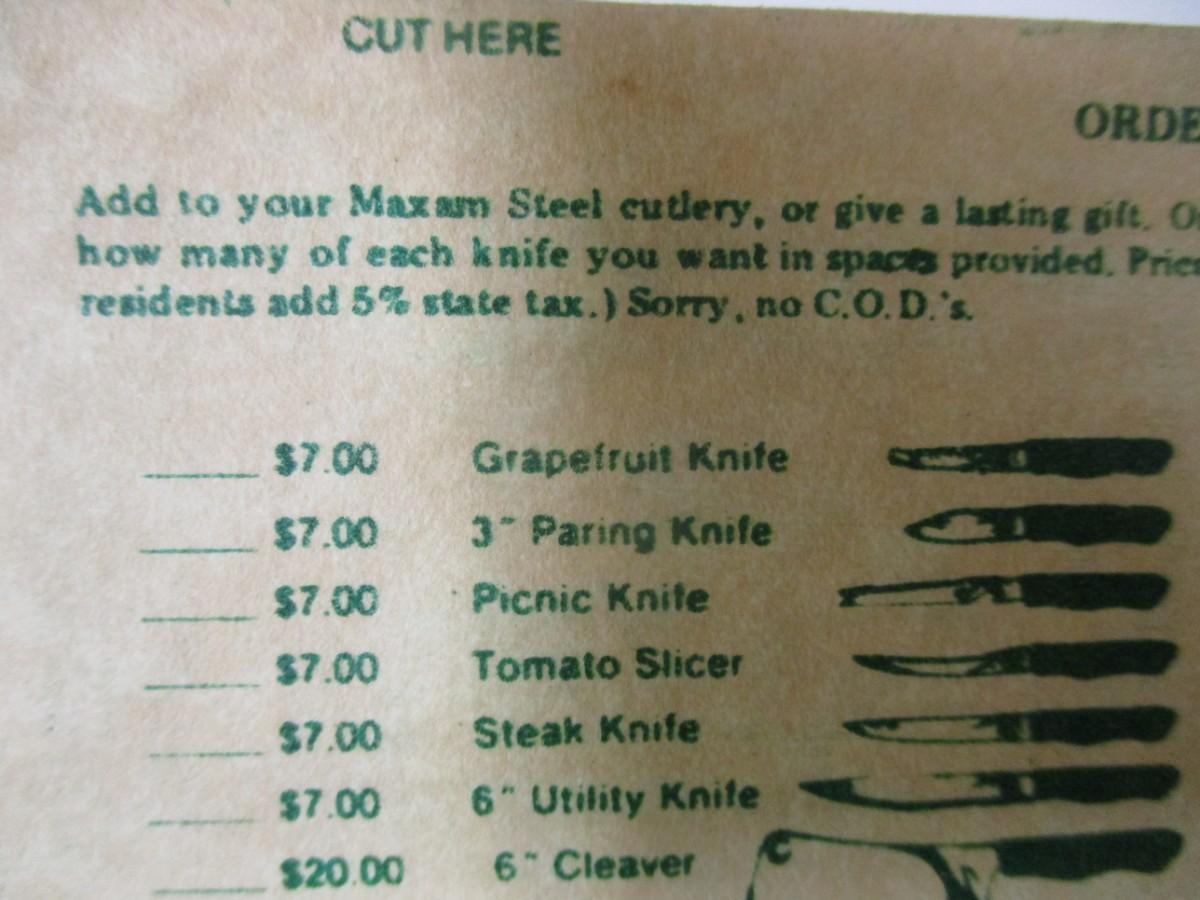 CUT HERE
ORDE
Add to your Maxam Steel cutlery, or give a lasting gift.
how many of each knife you want in spaces provided. Prices
residents add 5% state tax.) Sorry, no C.O.D.'s.
$7.00 Grapefruit Knife
$7.00 3" Paring Knife
$7.00 Picnic Knife
$7.00 Tomato Slicer
$7.00 Steak Knife
$7.00 6" Utility Knife
$20.00 6" Cleaver